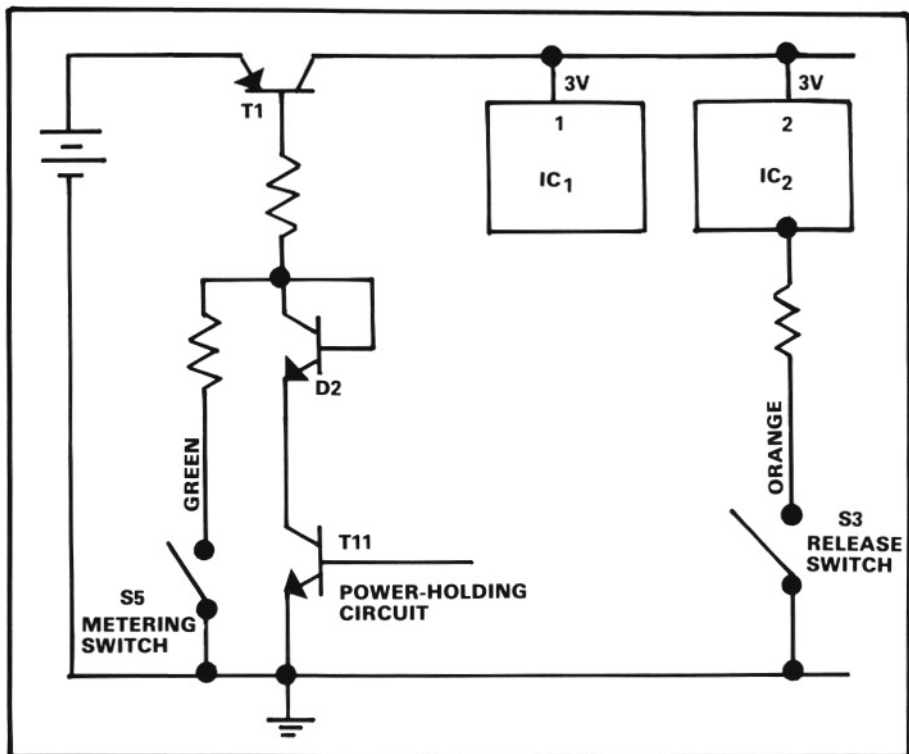 T1
3V
3V
1
2
IC1
IC2
D2
GREEN
ORANGE
T11
S3
RELEASE
SWITCH
S5
METERING
SWITCH
POWER-HOLDING
CIRCUIT